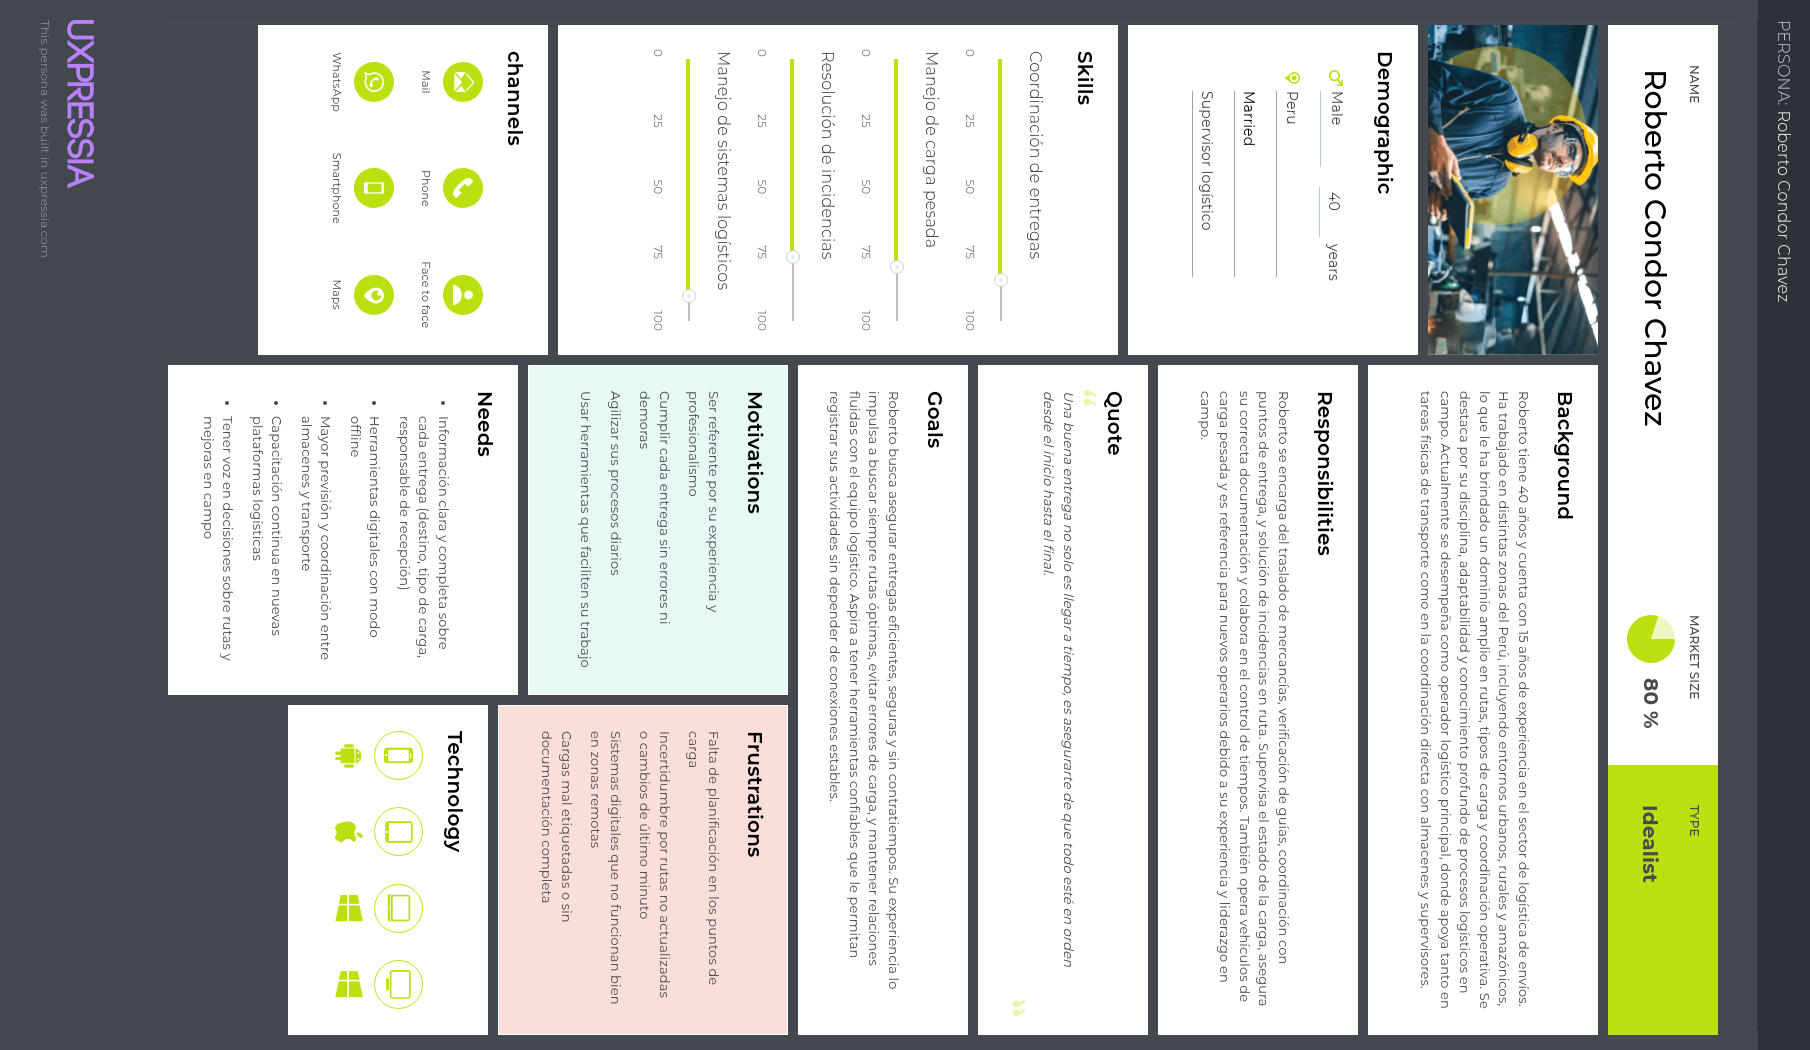 PERSONA: Roberto Condor Chavez
NAME
Roberto Condor Chavez
MARKET SIZE
80 %
TYPE
Idealist
Demographic
Male
40 years
Peru
Married
Supervisor logístico
Skills
Coordinación de entregas
0 25 50 75 100
Manejo de carga pesada
0 25 50 75 100
Resolución de incidencias
0 25 50 75 100
Manejo de sistemas logísticos
0 25 50 75 100
channels
Mail
Phone
Face to face
WhatsApp
Smartphone
Maps
Background
Roberto tiene 40 años y cuenta con 15 años de experiencia en el sector de logística de envíos.
Ha trabajado en distintas zonas del Perú, incluyendo entornos urbanos, rurales y amazónicos,
lo que le ha brindado un dominio amplio en rutas, tipos de carga y coordinación operativa. Se
destaca por su disciplina, adaptabilidad y conocimiento profundo de procesos logísticos en
campo. Actualmente se desempeña como operador logístico principal, donde apoya tanto en
tareas físicas de transporte como en la coordinación directa con almacenes y supervisores.
Responsibilities
Roberto se encarga del traslado de mercancías, verificación de guías, coordinación con
puntos de entrega, y solución de incidencias en ruta. Supervisa el estado de la carga, asegura
su correcta documentación y colabora en el control de tiempos. También opera vehículos de
carga pesada y es referencia para nuevos operarios debido a su experiencia y liderazgo en
campo.
Quote
“
Una buena entrega no solo es llegar a tiempo, es asegurarte de que todo esté en orden
desde el inicio hasta el final.
”
Goals
Roberto busca asegurar entregas eficientes, seguras y sin contratiempos. Su experiencia lo
impulsa a buscar siempre rutas óptimas, evitar errores de carga, y mantener relaciones
fluidas con el equipo logístico. Aspira a tener herramientas confiables que le permitan
registrar sus actividades sin depender de conexiones estables.
Motivations
Ser referente por su experiencia y
profesionalismo
Cumplir cada entrega sin errores ni
demoras
Agilizar sus procesos diarios
Usar herramientas que faciliten su trabajo
Frustrations
Falta de planificación en los puntos de
carga
Incertidumbre por rutas no actualizadas
o cambios de último minuto
Sistemas digitales que no funcionan bien
en zonas remotas
Cargas mal etiquetadas o sin
documentación completa
Needs
• Información clara y completa sobre
cada entrega (destino, tipo de carga,
responsable de recepción)
• Herramientas digitales con modo
offline
• Mayor previsión y coordinación entre
almacenes y transporte
• Capacitación continua en nuevas
plataformas logísticas
• Tener voz en decisiones sobre rutas y
mejoras en campo
Technology
UXPRESSIA
This persona was built in uxpressia.com